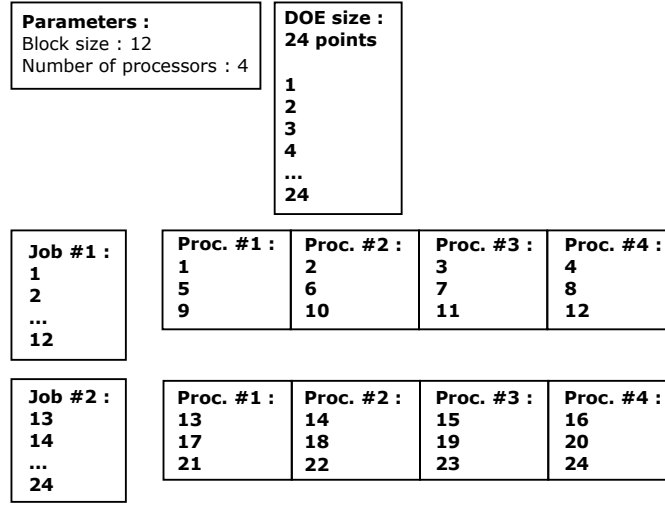 Parameters :
Block size : 12
Number of processors : 4
DOE size :
24 points
1
2
3
4
...
24
Job #1 :
1
2
...
12
Proc. #1 : Proc. #2 : Proc. #3 : Proc. #4 :
1 2 3 4
5 6 7 8
9 10 11 12
Job #2 :
13
14
...
24
Proc. #1 : Proc. #2 : Proc. #3 : Proc. #4 :
13 14 15 16
17 18 19 20
21 22 23 24